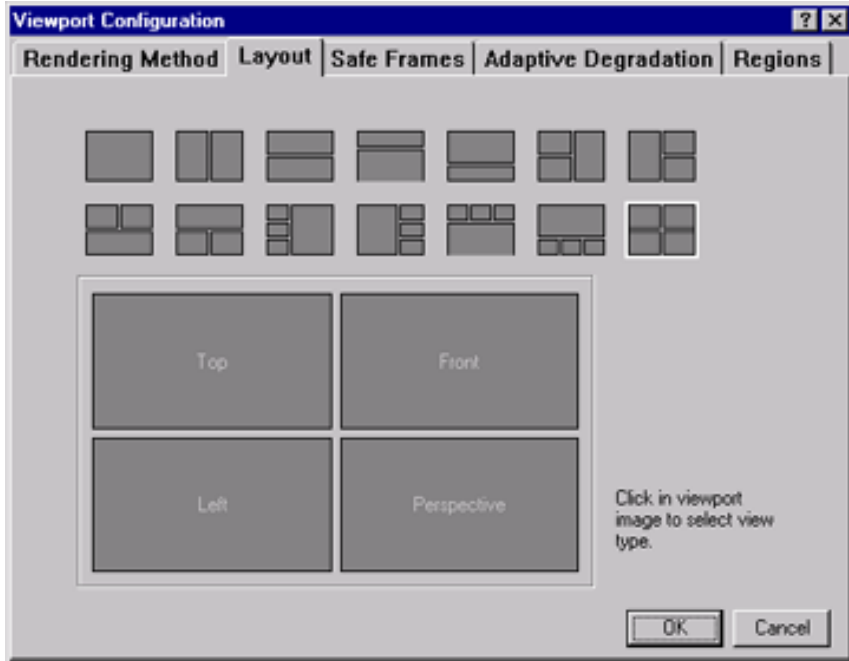 Viewport Configuration
Rendering Method Layout Safe Frames Adaptive Degradation Regions
Top Front
Left Perspective
Click in viewport
image to select view
type.
OK Cancel